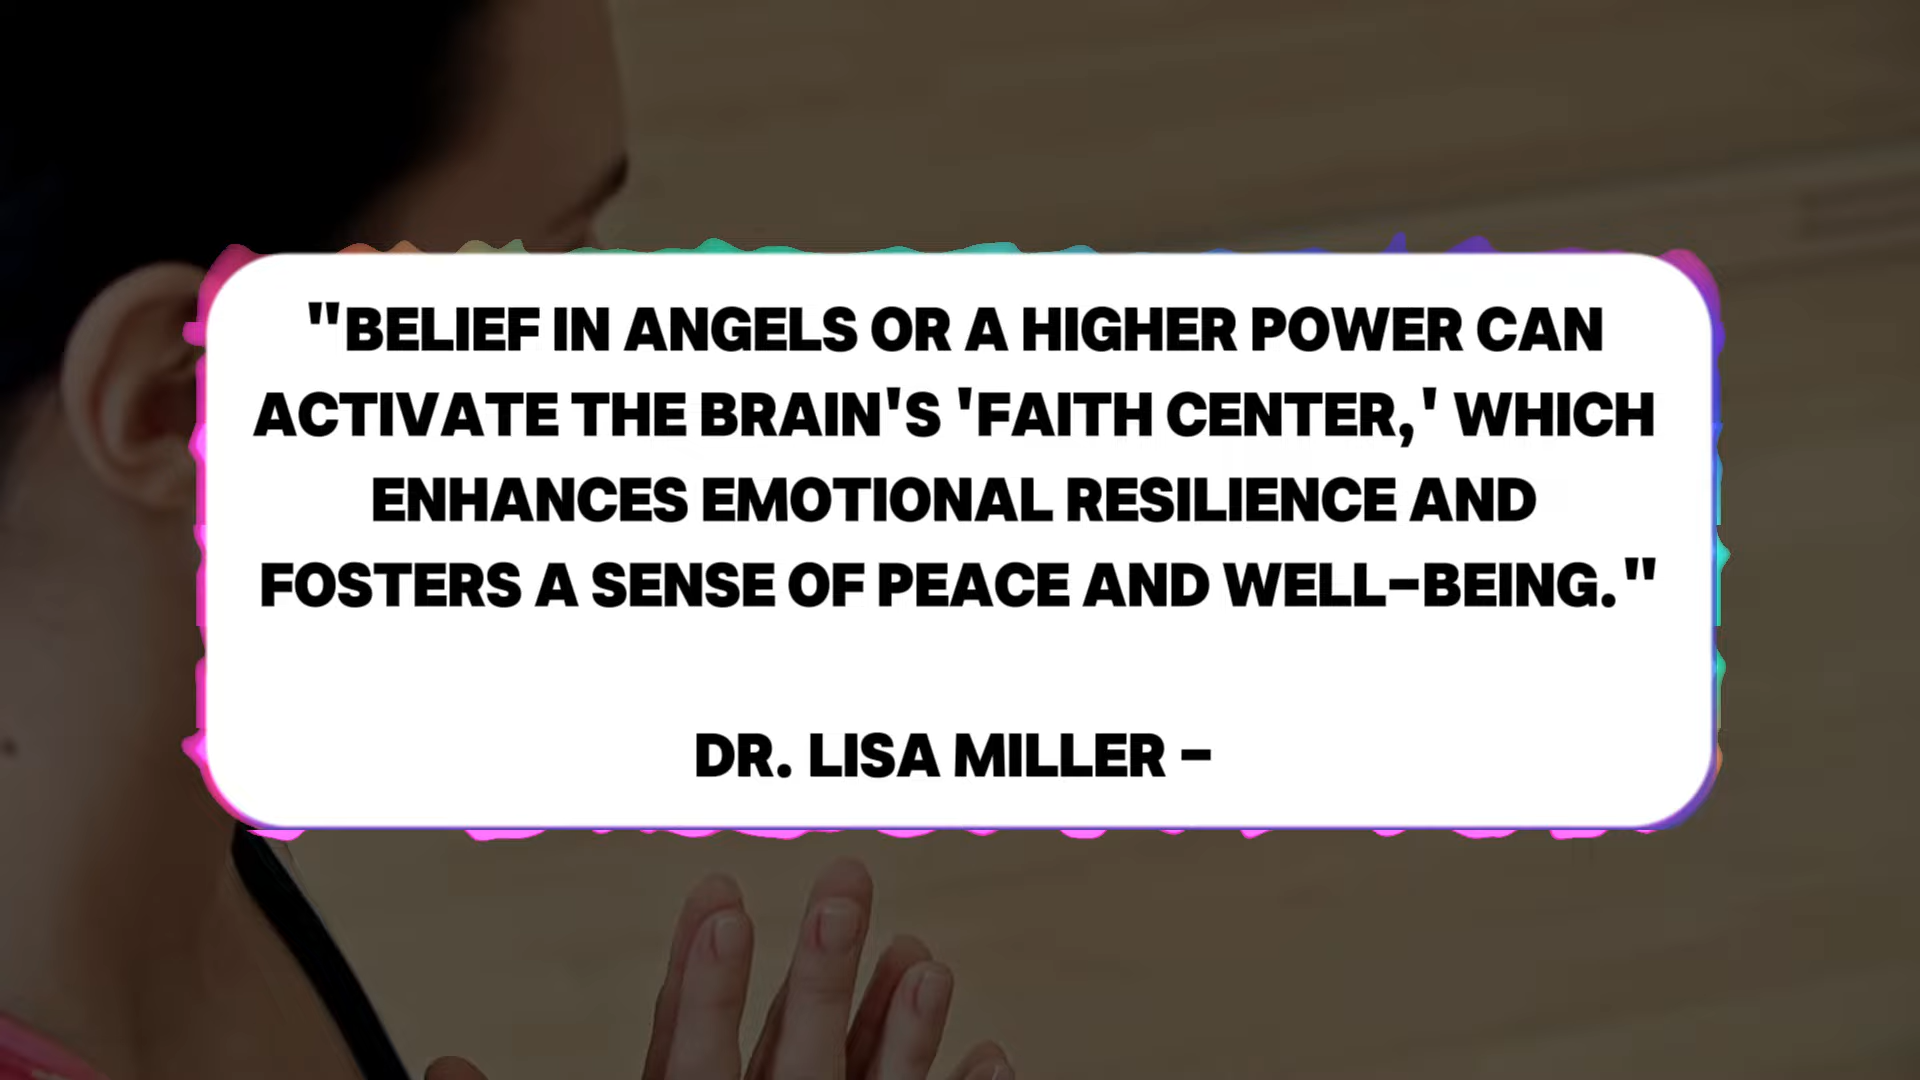 "BELIEF IN ANGELS OR A HIGHER POWER CAN
ACTIVATE THE BRAIN'S 'FAITH CENTER,' WHICH
ENHANCES EMOTIONAL RESILIENCE AND
FOSTERS A SENSE OF PEACE AND WELL-BEING."
DR. LISA MILLER -